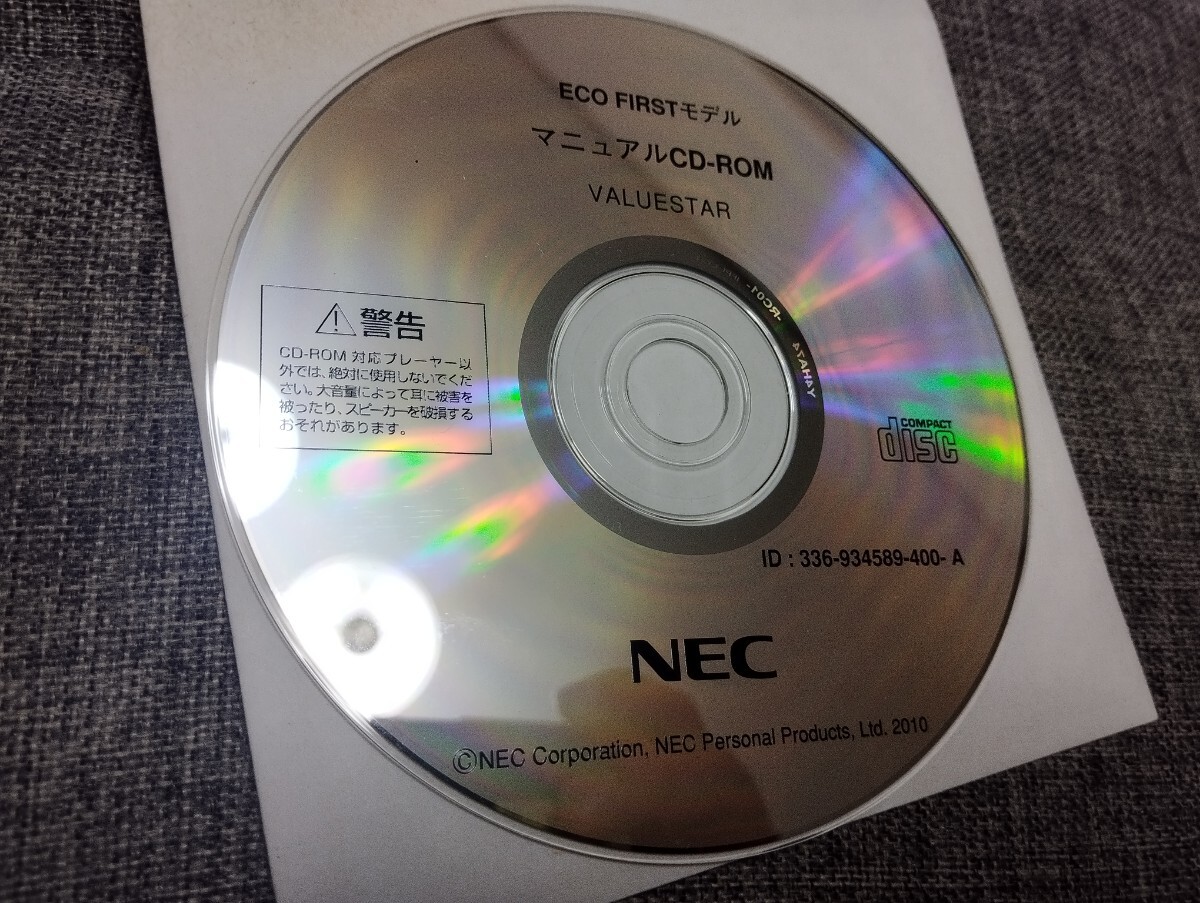 ECO FIRSTモデル
マニュアルCD-ROM
VALUESTAR
警告
CD-ROM 対応プレーヤー以
外では、絶対に使用しないでくだ
さい。大音量によって耳に被害を
被ったり、スピーカーを破損する
おそれがあります。
COMPACT
disc
ID : 336-934589-400- A
NEC
©NEC Corporation, NEC Personal Products, Ltd. 2010